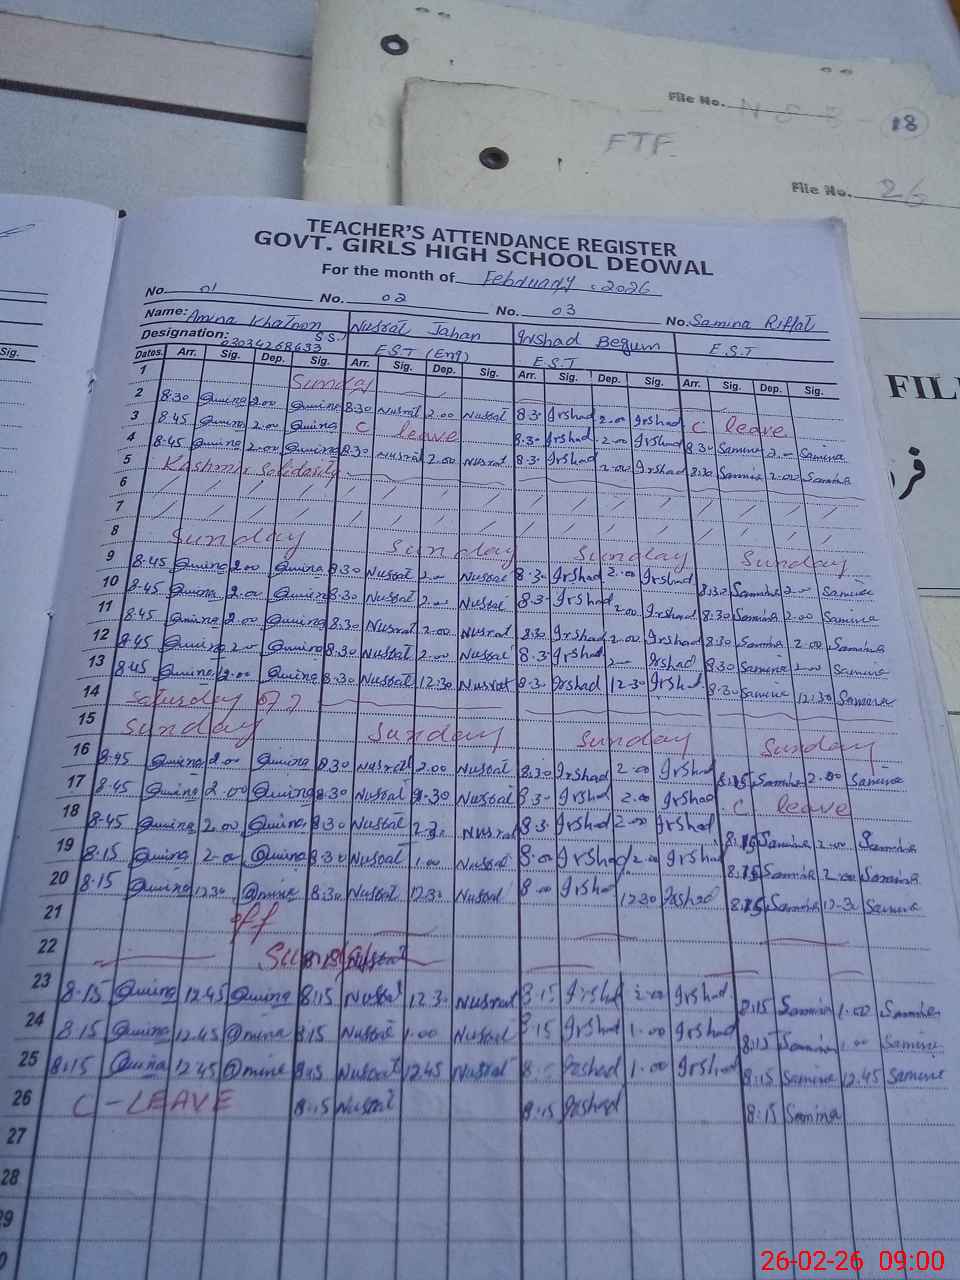 File No. N S B 18
FTF
File No. 26
TEACHER'S ATTENDANCE REGISTER
GOVT. GIRLS HIGH SCHOOL DEOWAL
For the month of February, 2026
No. 01 No. 02 No. 03 No.
Name: Amina Khatoon Nusrat Jahan Irshad Begum Samina Riffat
Designation: S S.T E.S.T (Eng) E.S.T E.S.T
03034268633
Sig. Dates. Arr. Sig. Dep. Sig. Arr. Sig. Dep. Sig. Arr. Sig. Dep. Sig. Arr. Sig. Dep. Sig.
1 Sunday
2 8.30 Amina 2.00 Amina 8.30 Nusrat 2.00 Nusrat 8.30 Irshad 2.00 Irshad C leave
3 8.45 Amina 2.00 Amina C leave 8.30 Irshad 2.00 Irshad 8.30 Samina 2.00 Samina
4 8.45 Amina 2.00 Amina 8.30 Nusrat 2.00 Nusrat 8.30 Irshad 2.00 Irshad 8.30 Samina 2.00 Samina
5 Kashmir Solidarity
6
7
8 Sunday Sunday Sunday Sunday
9 8.45 Amina 2.00 Amina 8.30 Nusrat 2.00 Nusrat 8.30 Irshad 2.00 Irshad 8.30 Samina 2.00 Samina
10 8.45 Amina 2.00 Amina 8.30 Nusrat 2.00 Nusrat 8.30 Irshad 2.00 Irshad 8.30 Samina 2.00 Samina
11 8.45 Amina 2.00 Amina 8.30 Nusrat 2.00 Nusrat 8.30 Irshad 2.00 Irshad 8.30 Samina 2.00 Samina
12 8.45 Amina 2.00 Amina 8.30 Nusrat 2.00 Nusrat 8.30 Irshad 2.00 Irshad 8.30 Samina 2.00 Samina
13 8.45 Amina Amina 8.30 Nusrat 12.30 Nusrat 8.30 Irshad 12.30 Irshad 8.30 Samina 12.30 Samina
14 Saturday off
15 Sunday Sunday Sunday Sunday
16 8.45 Amina 2.00 Amina 8.30 Nusrat 2.00 Nusrat 8.30 Irshad 2.00 Irshad 8.15 Samina 2.00 Samina
17 8.45 Amina 2.00 Amina 8.30 Nusrat Nusrat 8.30 Irshad 2.00 Irshad C leave
18 8.45 Amina 2.00 Amina 8.30 Nusrat Nusrat 8.30 Irshad 2.00 Irshad 8.15 Samina 2.00 Samina
19 8.15 Amina 2.00 Amina 8.30 Nusrat 1.00 Nusrat 8.00 Irshad 2.00 Irshad 8.15 Samina 2.00 Samina
20 8.15 Amina 12.30 Amina 8.30 Nusrat 12.30 Nusrat 8.00 Irshad 12.30 Irshad 8.15 Samina 12.30 Samina
21 off
22 Sunday
23 8.15 Amina 12.45 Amina 8.15 Nusrat 12.30 Nusrat 8.15 Irshad 2.00 Irshad 8.15 Samina 1.00 Samina
24 8.15 Amina 12.45 Amina 8.15 Nusrat 1.00 Nusrat 8.15 Irshad 1.00 Irshad 8.15 Samina 1.00 Samina
25 8.15 Amina 12.45 Amina 8.15 Nusrat 12.45 Nusrat Irshad 1.00 Irshad 8.15 Samina 12.45 Samina
26 C-LEAVE 8.15 Nusrat 8.15 Irshad 8.15 Samina
27
28
29
FIL
26-02-26 09:00